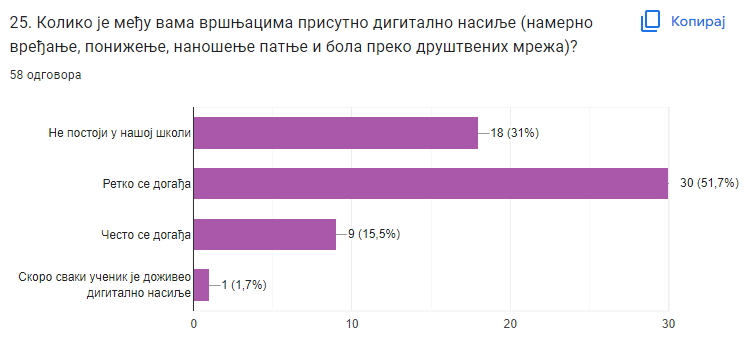 25. Колико је међу вама вршњацима присутно дигитално насиље (намерно
вређање, понижење, наношење патње и бола преко друштвених мрежа)?
Копирај
58 одговора
Не постоји у нашој школи
18 (31%)
Ретко се догађа
30 (51,7%)
Често се догађа
9 (15,5%)
Скоро сваки ученик је доживео
дигитално насиље
1 (1,7%)
0
10
20
30